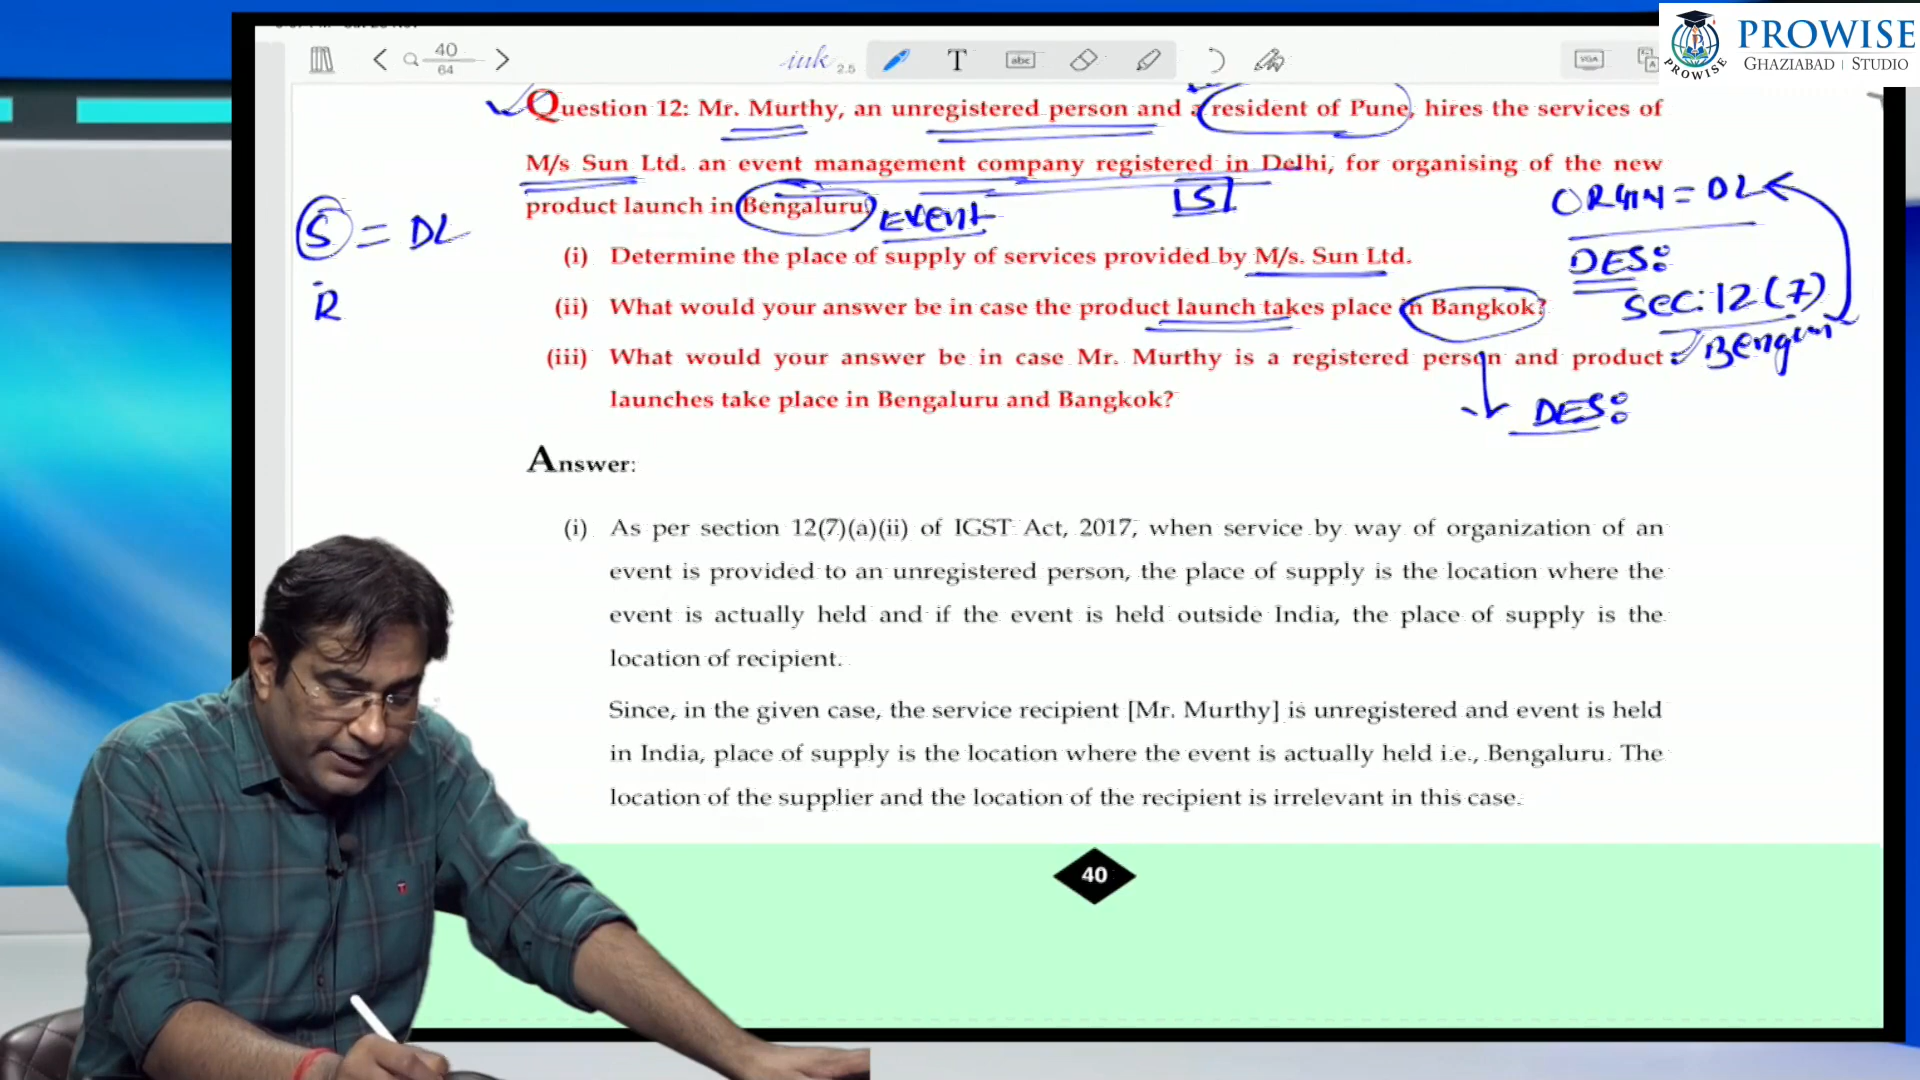 PROWISE
GHAZIABAD | STUDIO
PROWISE
40
64
ink 2.5
T
abc
VGA
Question 12: Mr. Murthy, an unregistered person and a resident of Pune, hires the services of
M/s Sun Ltd. an event management company registered in Delhi, for organising of the new
product launch in Bengaluru.
EVENT
ISI
ORGIN = DL
S = DL
R
DES:
Sec: 12(7)
(i) Determine the place of supply of services provided by M/s. Sun Ltd.
(ii) What would your answer be in case the product launch takes place in Bangkok?
(iii) What would your answer be in case Mr. Murthy is a registered person and product
launches take place in Bengaluru and Bangkok?
DES:
Answer:
(i) As per section 12(7)(a)(ii) of IGST Act, 2017, when service by way of organization of an
event is provided to an unregistered person, the place of supply is the location where the
event is actually held and if the event is held outside India, the place of supply is the
location of recipient.
Since, in the given case, the service recipient [Mr. Murthy] is unregistered and event is held
in India, place of supply is the location where the event is actually held i.e., Bengaluru. The
location of the supplier and the location of the recipient is irrelevant in this case.
40